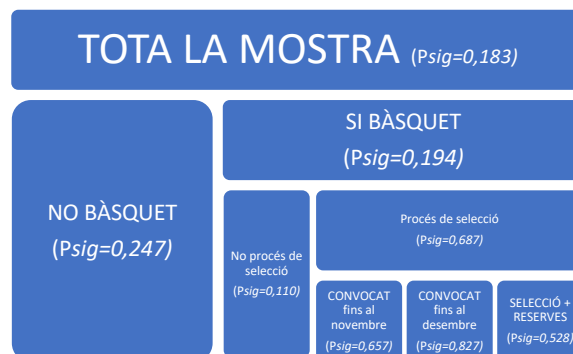 TOTA LA MOSTRA (Psig=0,183)
NO BÀSQUET
(Psig=0,247)
SI BÀSQUET
(Psig=0,194)
No procés de
selecció
(Psig=0,110)
Procés de selecció
(Psig=0,687)
CONVOCAT
fins al
novembre
(Psig=0,657)
CONVOCAT
fins al
desembre
(Psig=0,827)
SELECCIÓ +
RESERVES
(Psig=0,528)